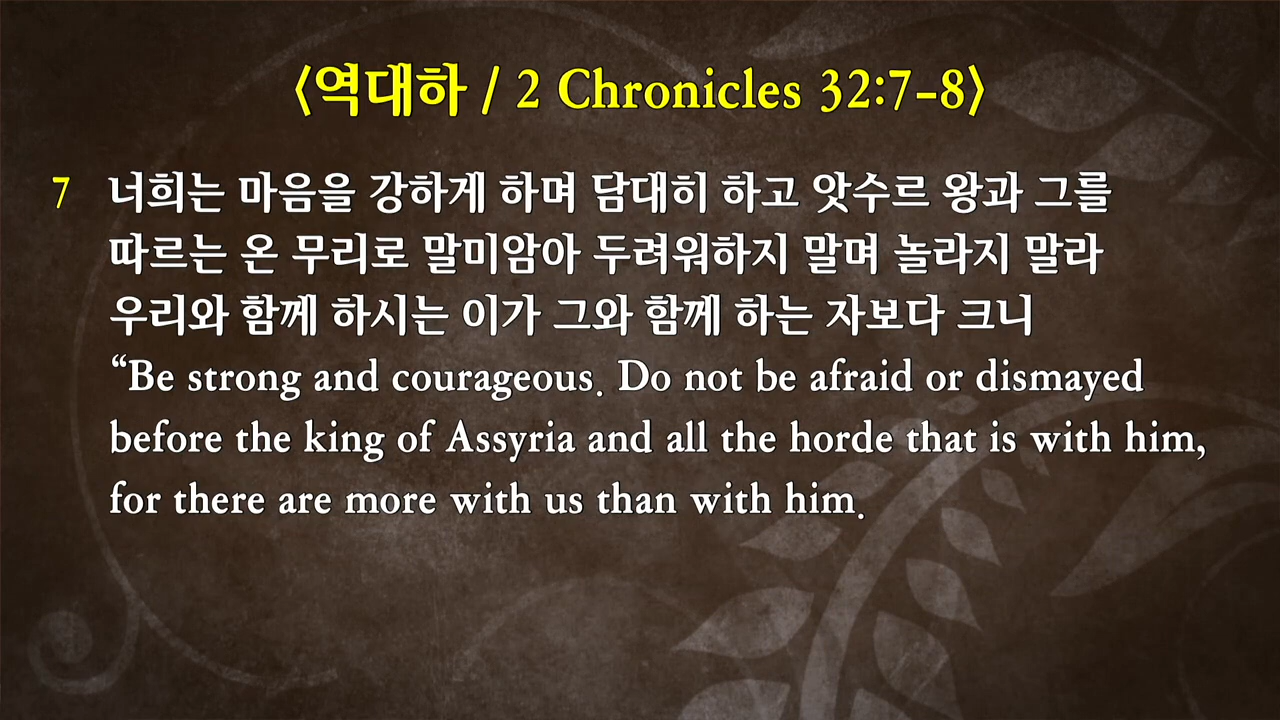 〈역대하 / 2 Chronicles 32:7-8〉
7 너희는 마음을 강하게 하며 담대히 하고 앗수르 왕과 그를
따르는 온 무리로 말미암아 두려워하지 말며 놀라지 말라
우리와 함께 하시는 이가 그와 함께 하는 자보다 크니
“Be strong and courageous. Do not be afraid or dismayed
before the king of Assyria and all the horde that is with him,
for there are more with us than with him.